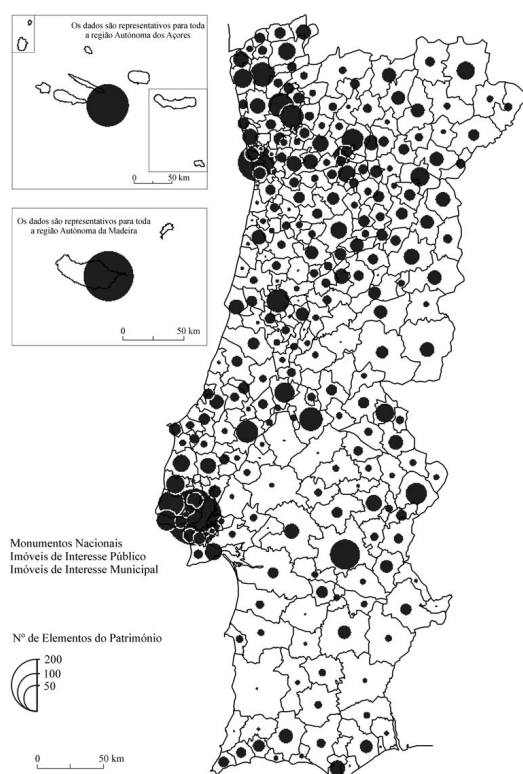 Os dados são representativos para toda
a região Autónoma dos Açores
0 50 km
Os dados são representativos para toda
a região Autónoma da Madeira
0 50 km
Monumentos Nacionais
Imóveis de Interesse Público
Imóveis de Interesse Municipal
Nº de Elementos do Património
200
100
50
0 50 km